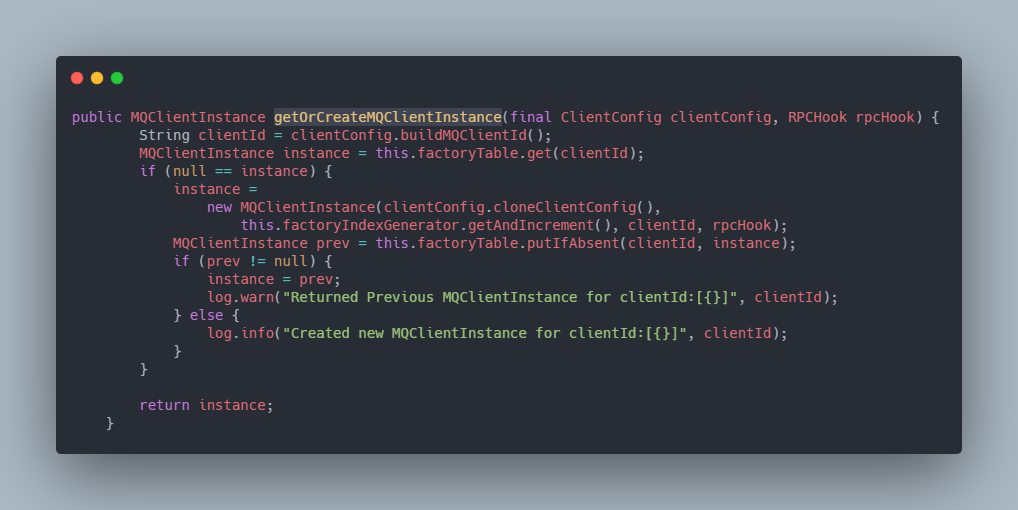 public MQClientInstance getOrCreateMQClientInstance(final ClientConfig clientConfig, RPCHook rpcHook) {
        String clientId = clientConfig.buildMQClientId();
        MQClientInstance instance = this.factoryTable.get(clientId);
        if (null == instance) {
            instance =
                new MQClientInstance(clientConfig.cloneClientConfig(),
                    this.factoryIndexGenerator.getAndIncrement(), clientId, rpcHook);
            MQClientInstance prev = this.factoryTable.putIfAbsent(clientId, instance);
            if (prev != null) {
                instance = prev;
                log.warn("Returned Previous MQClientInstance for clientId:[{}]", clientId);
            } else {
                log.info("Created new MQClientInstance for clientId:[{}]", clientId);
            }
        }

        return instance;
    }